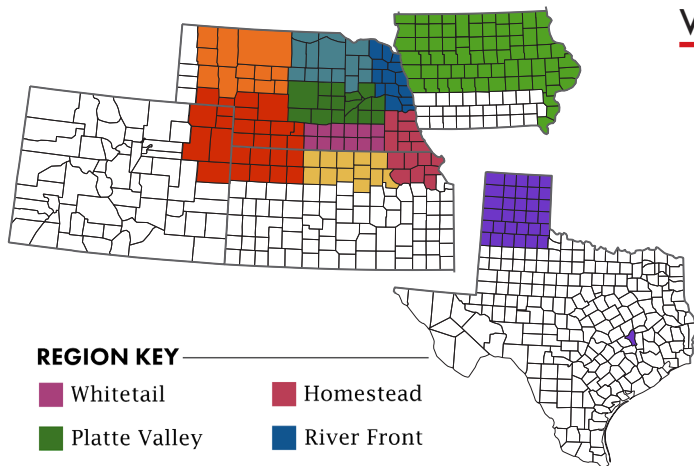 V
REGION KEY
Whitetail
Homestead
Platte Valley
River Front